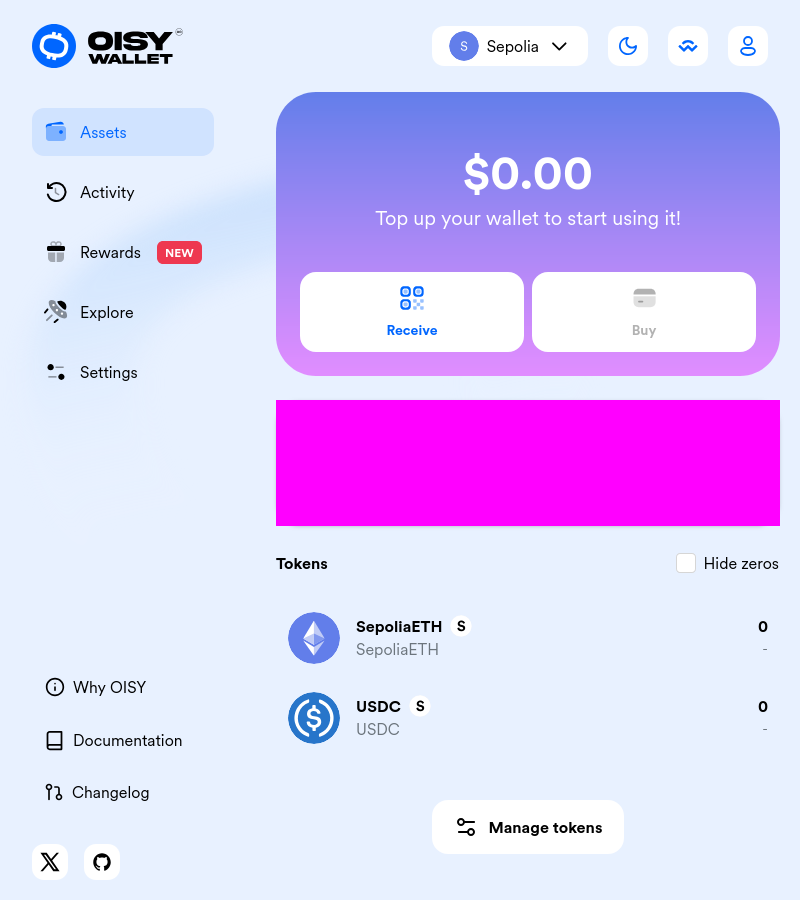 OISY
WALLET
S Sepolia
Assets
Activity
Rewards NEW
Explore
Settings
$0.00
Top up your wallet to start using it!
Receive
Buy
Tokens
Hide zeros
SepoliaETH S 0
SepoliaETH -
USDC S 0
USDC -
Manage tokens
Why OISY
Documentation
Changelog